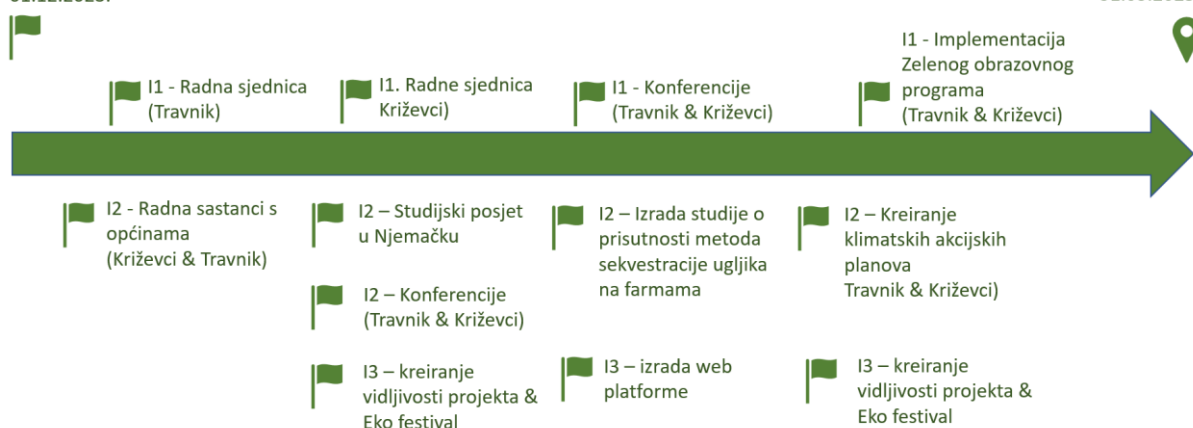 I1 - Radna sjednica
(Travnik)
I1. Radne sjednica
Križevci)
I1 - Konferencije
(Travnik & Križevci)
I1 - Implementacija
Zelenog obrazovnog
programa
(Travnik & Križevci)
I2 - Radna sastanci s
općinama
(Križevci & Travnik)
I2 – Studijski posjet
u Njemačku
I2 – Izrada studije o
prisutnosti metoda
sekvestracije ugljika
na farmama
I2 – Kreiranje
klimatskih akcijskih
planova
Travnik & Križevci)
I2 – Konferencije
(Travnik & Križevci)
I3 – kreiranje
vidljivosti projekta &
Eko festival
I3 – izrada web
platforme
I3 – kreiranje
vidljivosti projekta &
Eko festival